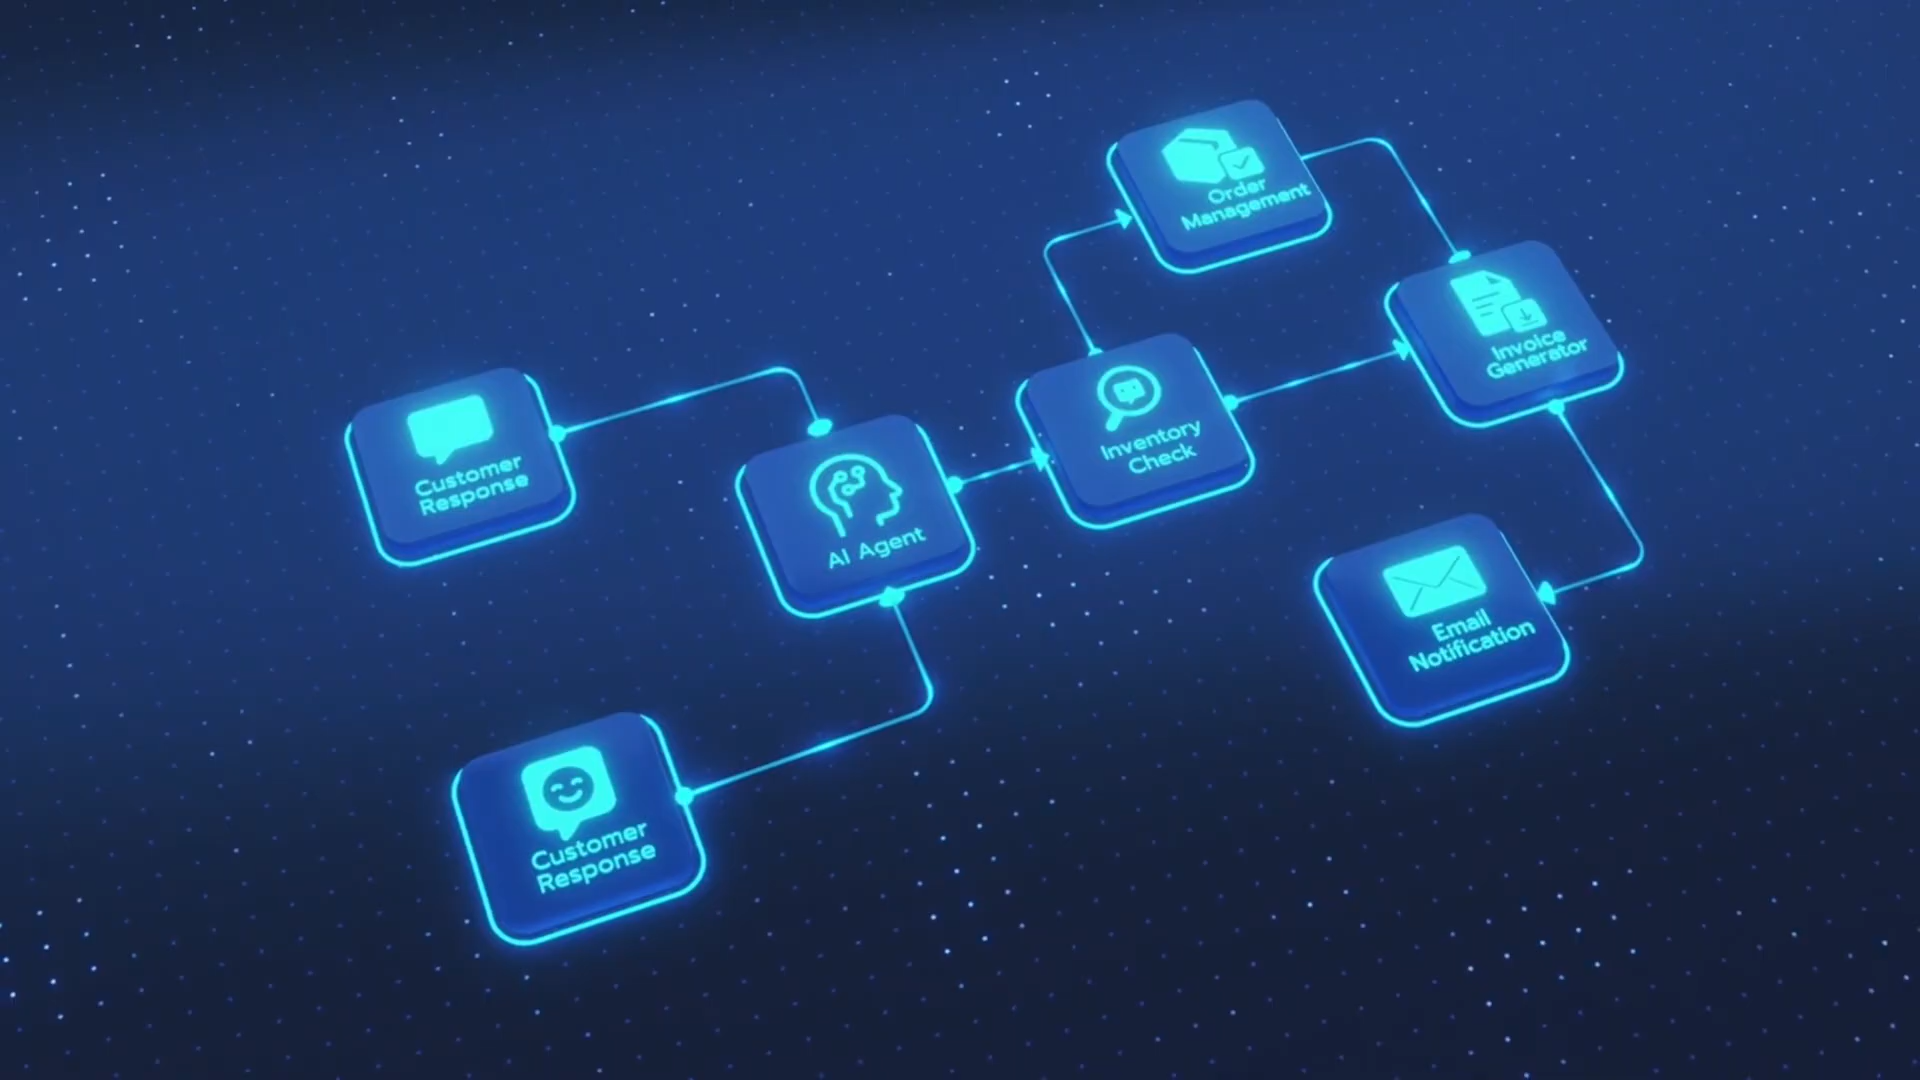 Order
Management
Invoice
Generator
Customer
Response
Inventory
Check
AI Agent
Email
Notification
Customer
Response